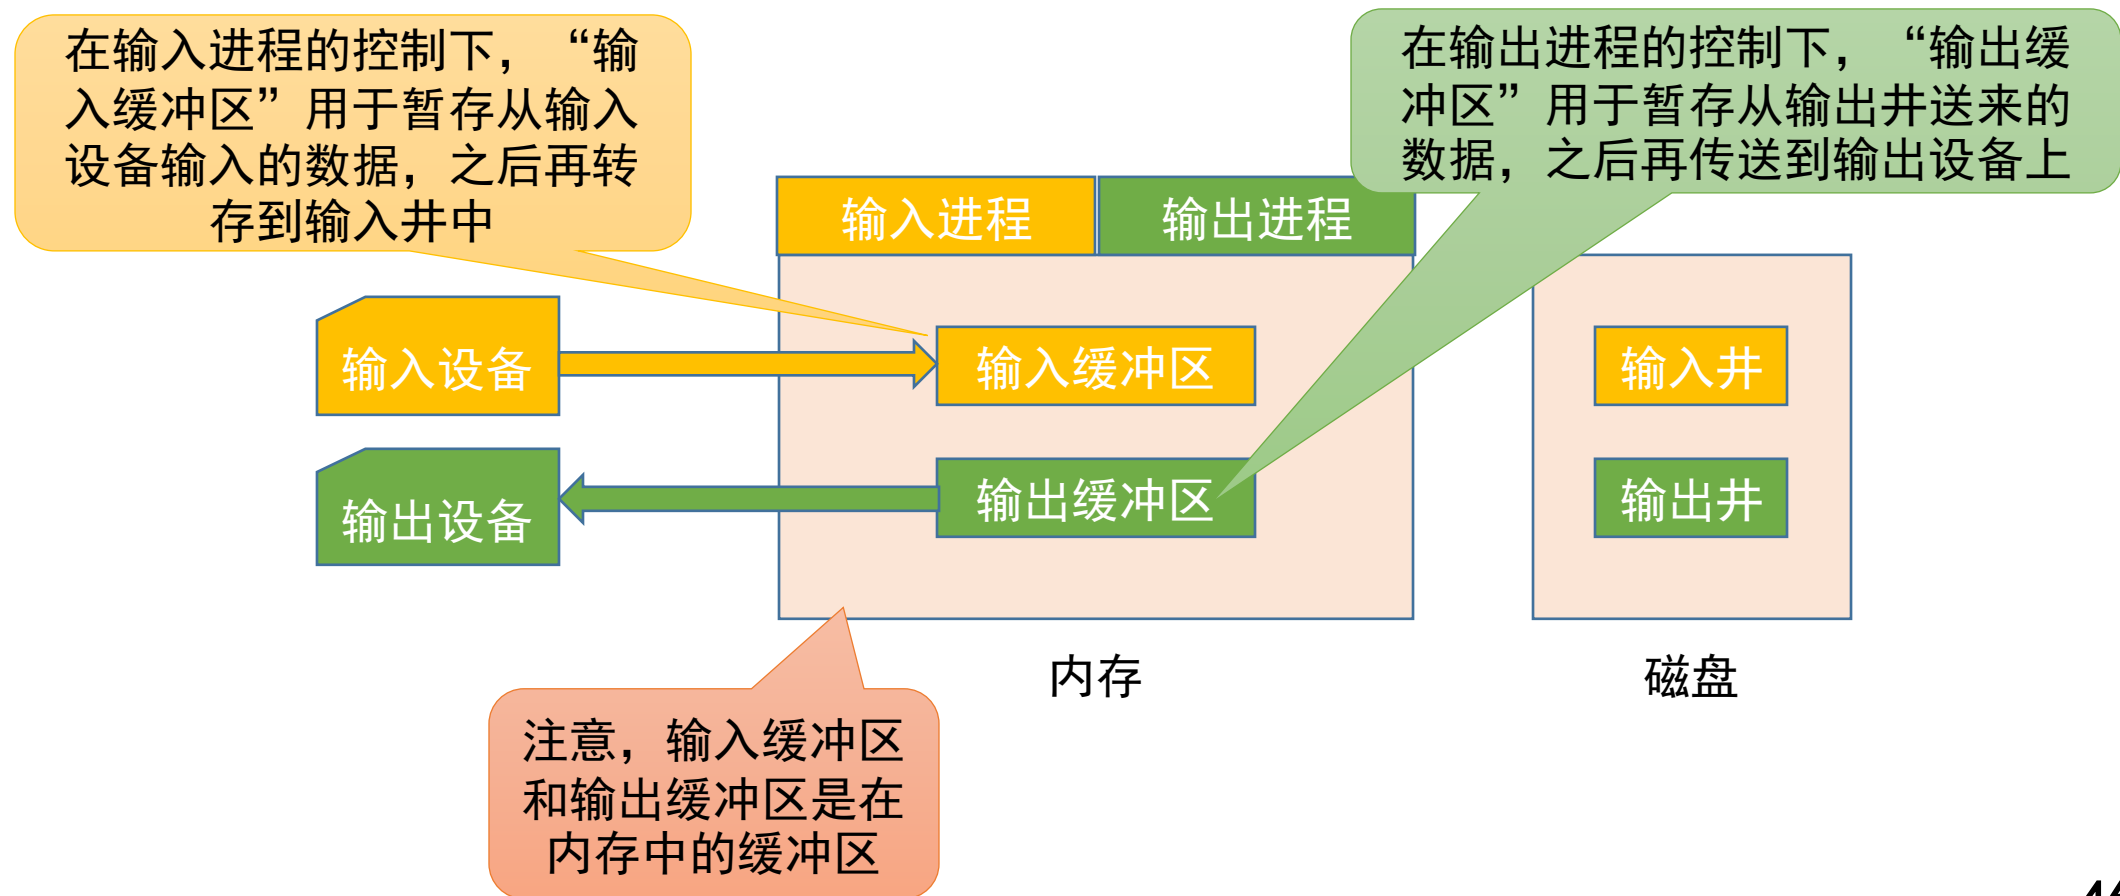 在输入进程的控制下，“输
入缓冲区”用于暂存从输入
设备输入的数据，之后再转
存到输入井中
在输出进程的控制下，“输出缓
冲区”用于暂存从输出井送来的
数据，之后再传送到输出设备上
输入进程
输出进程
输入设备
输入缓冲区
输入井
输出设备
输出缓冲区
输出井
内存
磁盘
注意，输入缓冲区
和输出缓冲区是在
内存中的缓冲区